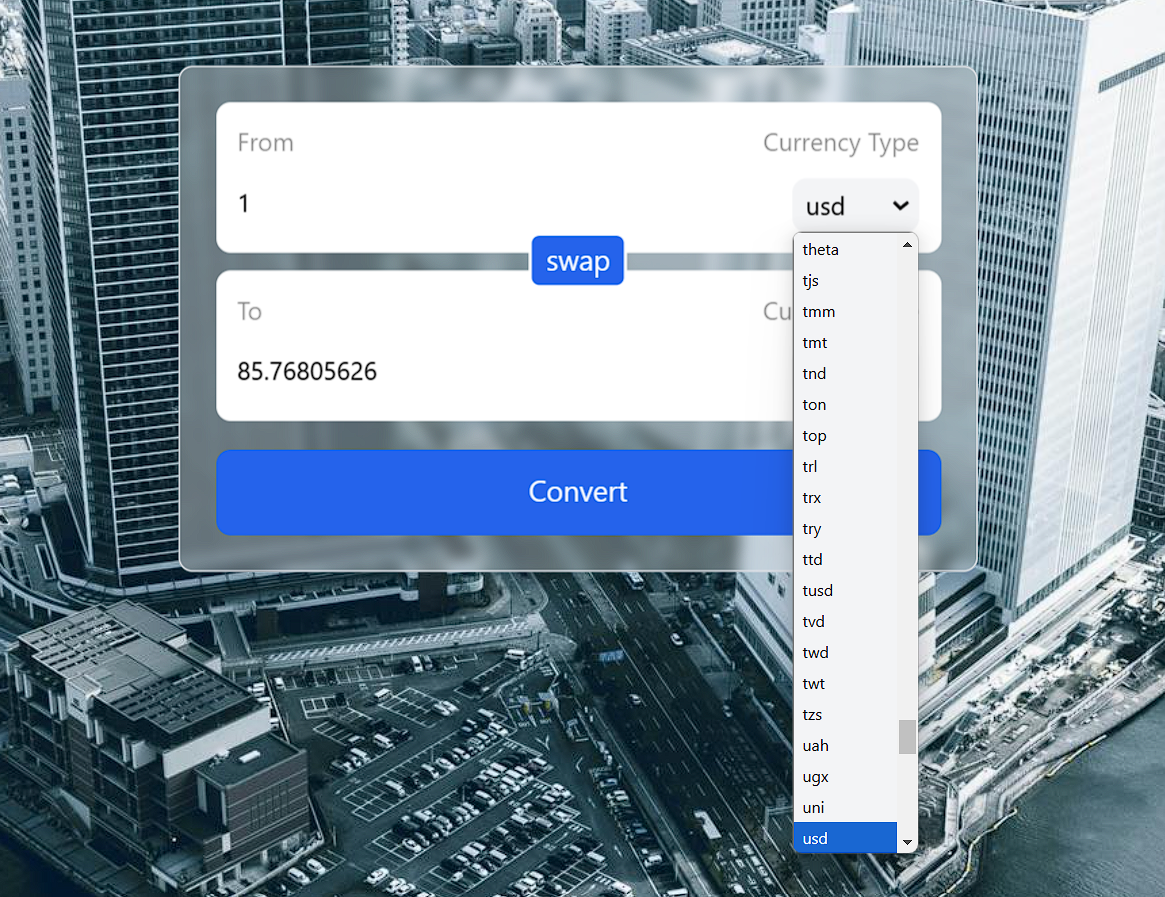 From
Currency Type
1
usd
swap
To
Cu
85.76805626
Convert
theta
tjs
tmm
tmt
tnd
ton
top
trl
trx
try
ttd
tusd
tvd
twd
twt
tzs
uah
ugx
uni
usd